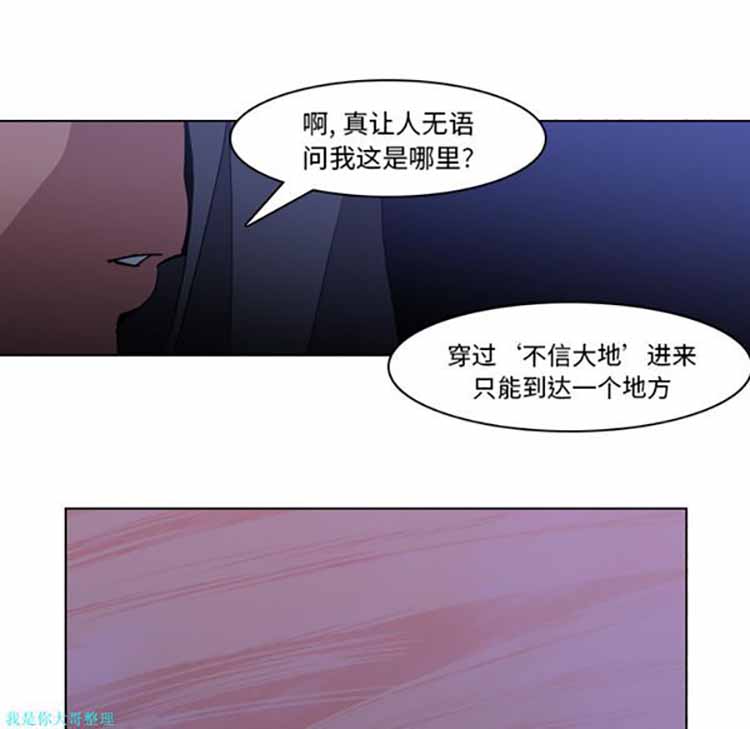 啊, 真让人无语
问我这是哪里?
穿过‘不信大地’进来
只能到达一个地方
我是你大哥整理